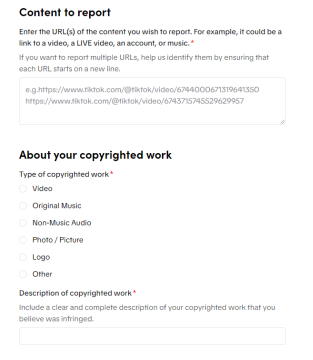 Content to report
Enter the URL(s) of the content you wish to report. For example, it could be a
link to a video, a LIVE video, an account, or music.*
If you want to report multiple URLs, help us identify them by ensuring that
each URL starts on a new line.
e.g.https://www.tiktok.com/@tiktok/video/6744000671319641350
https://www.tiktok.com/@tiktok/video/6743715745529629957
About your copyrighted work
Type of copyrighted work*
Video
Original Music
Non-Music Audio
Photo / Picture
Logo
Other
Description of copyrighted work*
Include a clear and complete description of your copyrighted work that you
believe was infringed.